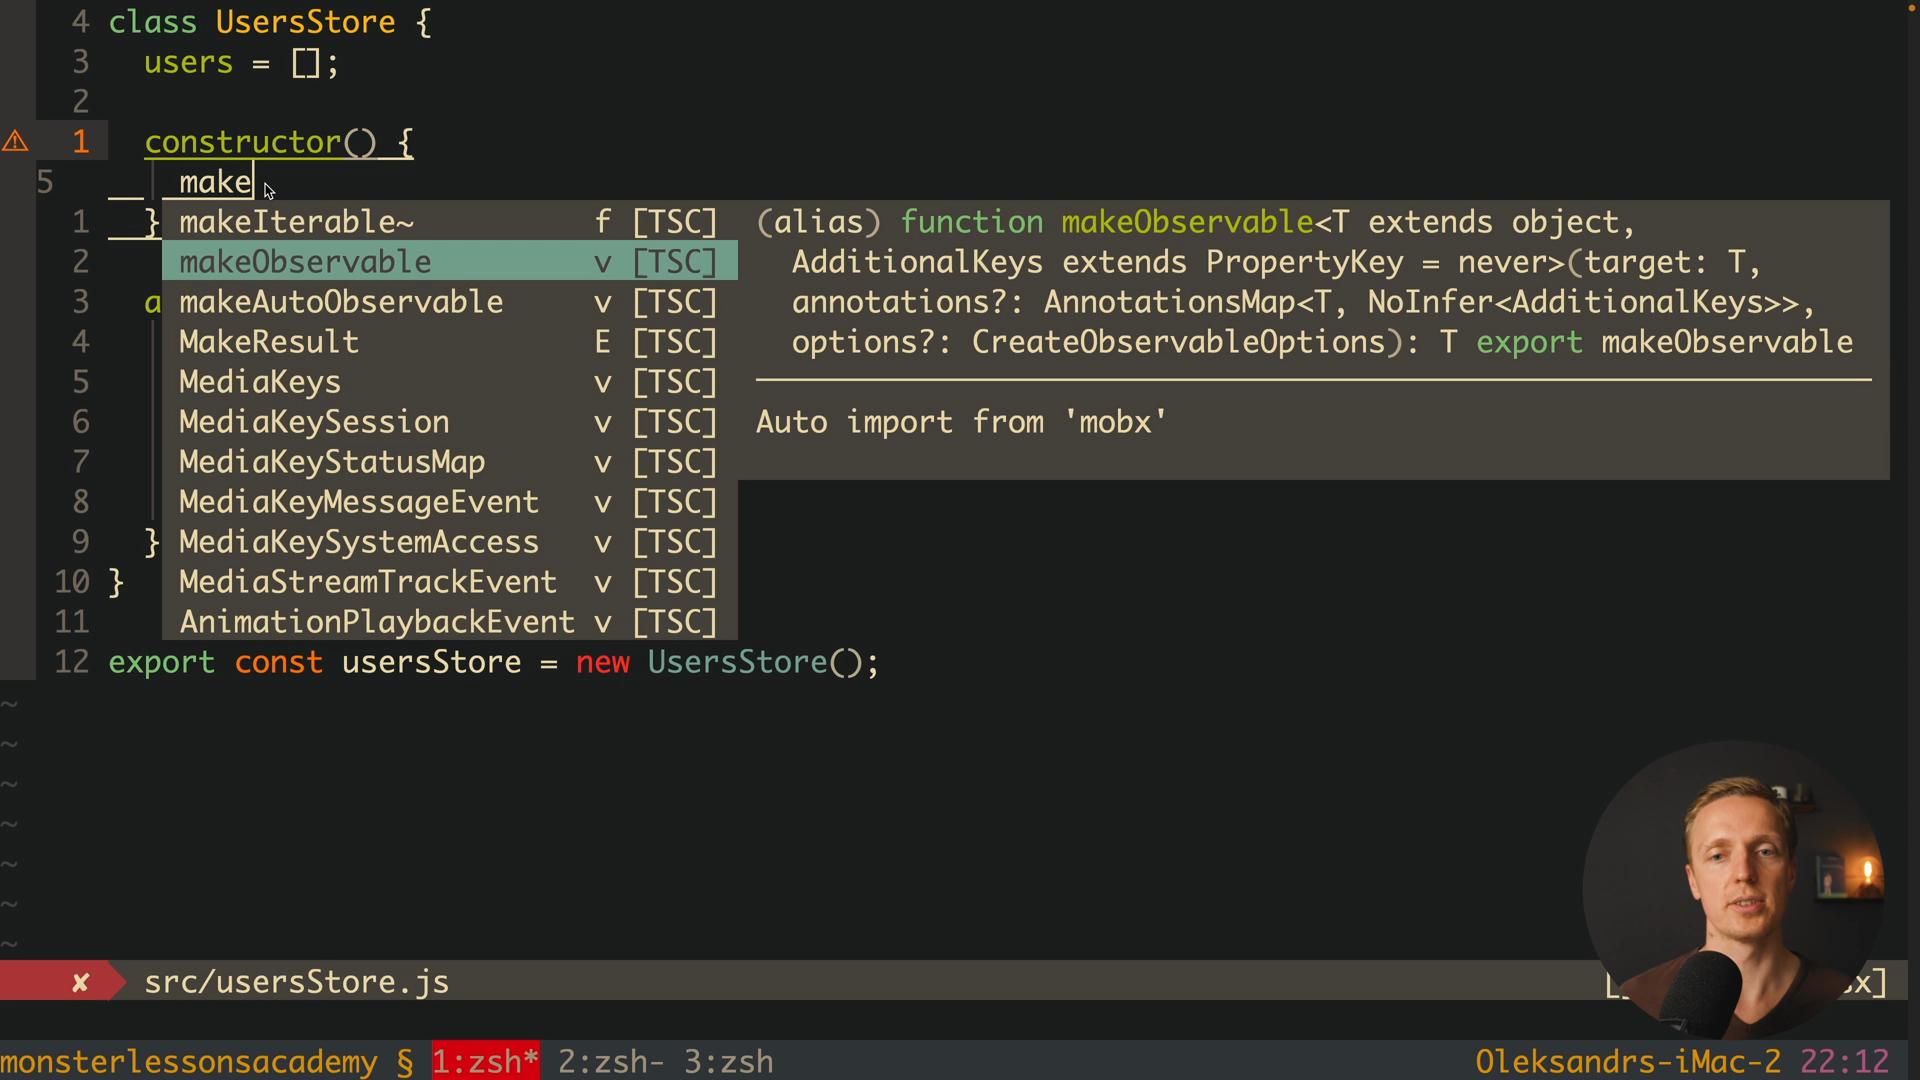 4 class UsersStore {
3 users = [];
2
1 constructor() {
5 make
1 } makeIterable~ f [TSC]
2 makeObservable v [TSC]
3 a makeAutoObservable v [TSC]
4 MakeResult E [TSC]
5 MediaKeys v [TSC]
6 MediaKeySession v [TSC]
7 MediaKeyStatusMap v [TSC]
8 MediaKeyMessageEvent v [TSC]
9 } MediaKeySystemAccess v [TSC]
10 } MediaStreamTrackEvent v [TSC]
11 AnimationPlaybackEvent v [TSC]
(alias) function makeObservable<T extends object,
AdditionalKeys extends PropertyKey = never>(target: T,
annotations?: AnnotationsMap<T, NoInfer<AdditionalKeys>>,
options?: CreateObservableOptions): T export makeObservable
Auto import from 'mobx'
12 export const usersStore = new UsersStore();
~
~
~
~
~
~
~
✘ src/usersStore.js
monsterlessonsacademy § 1:zsh* 2:zsh- 3:zsh Oleksandrs-iMac-2 22:12